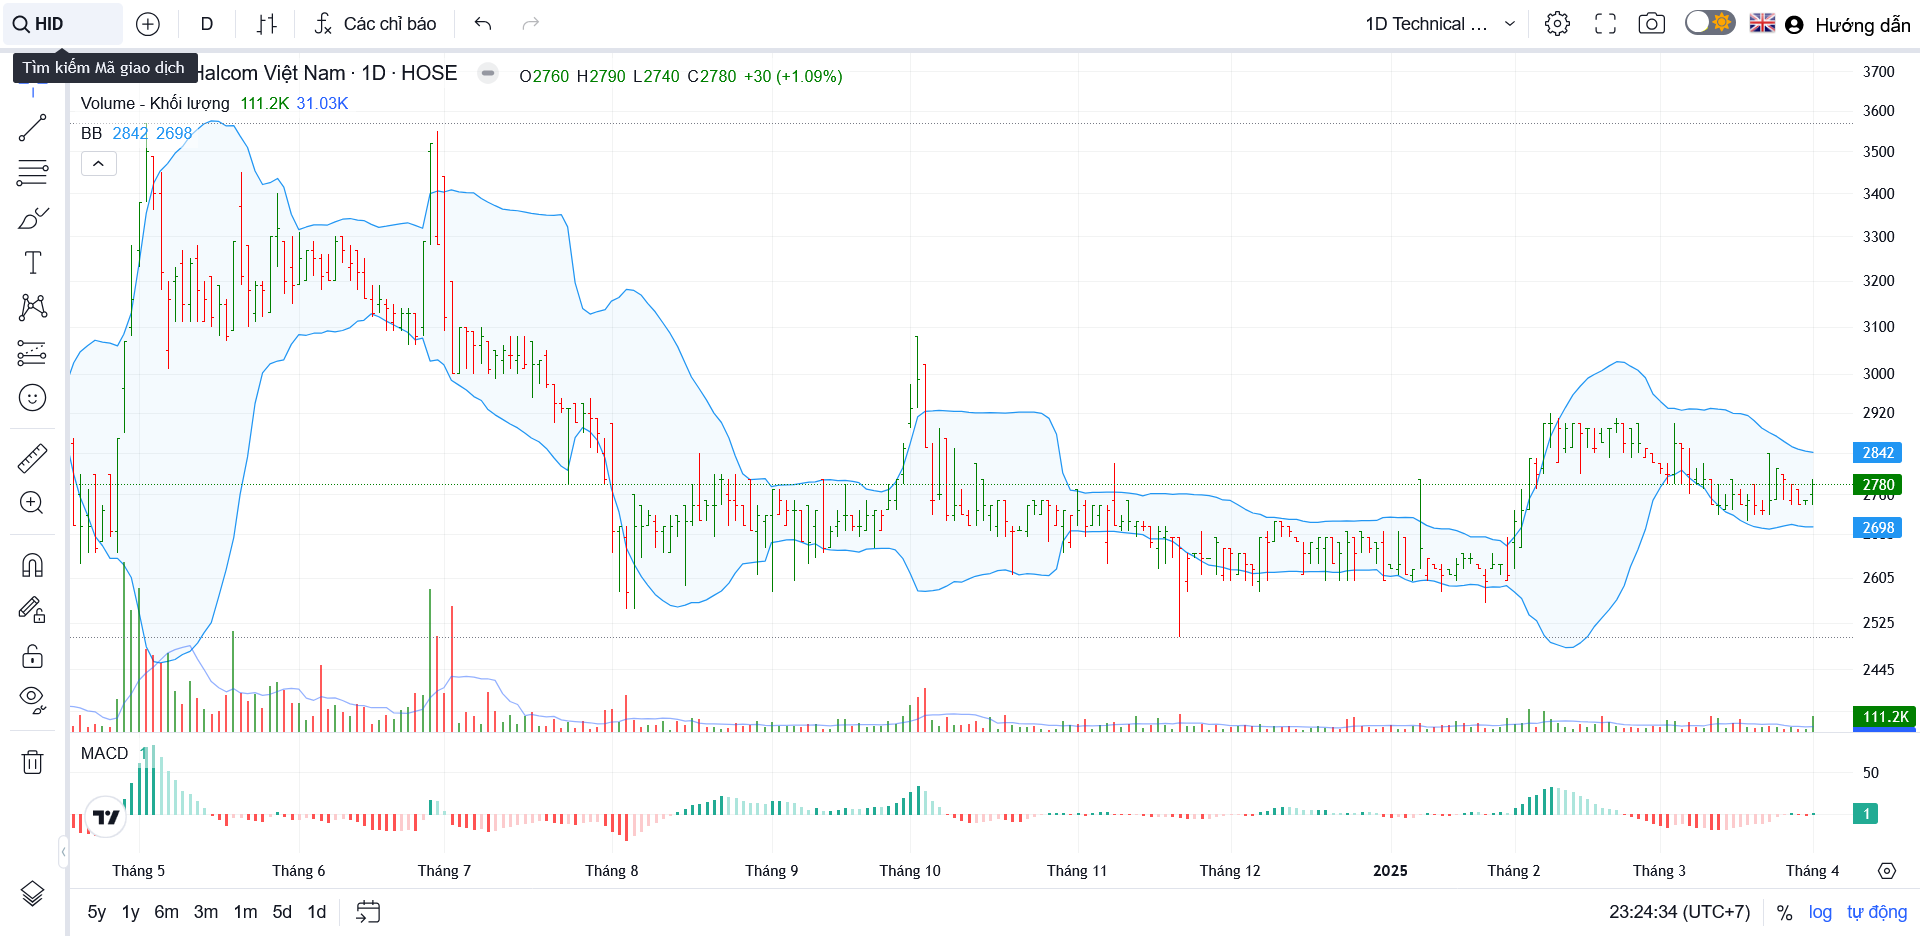 HID
D
Các chỉ báo
1D Technical ...
Hướng dẫn
Tìm kiếm Mã giao dịch
Halcom Việt Nam · 1D · HOSE
O2760 H2790 L2740 C2780 +30 (+1.09%)
Volume - Khối lượng 111.2K 31.03K
BB 2842 2698
3700
3600
3500
3400
3300
3200
3100
3000
2920
2842
2780
2698
2605
2525
2445
111.2K
MACD 1
50
1
Tháng 5 Tháng 6 Tháng 7 Tháng 8 Tháng 9 Tháng 10 Tháng 11 Tháng 12 2025 Tháng 2 Tháng 3 Tháng 4
5y 1y 6m 3m 1m 5d 1d
23:24:34 (UTC+7) % log tự động